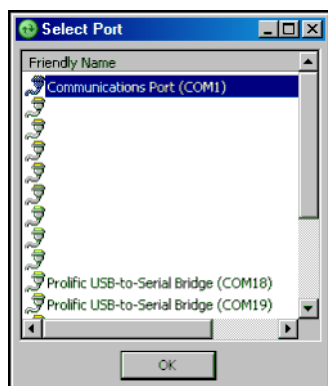 Select Port
Friendly Name
Communications Port (COM1)
Prolific USB-to-Serial Bridge (COM18)
Prolific USB-to-Serial Bridge (COM19)
OK